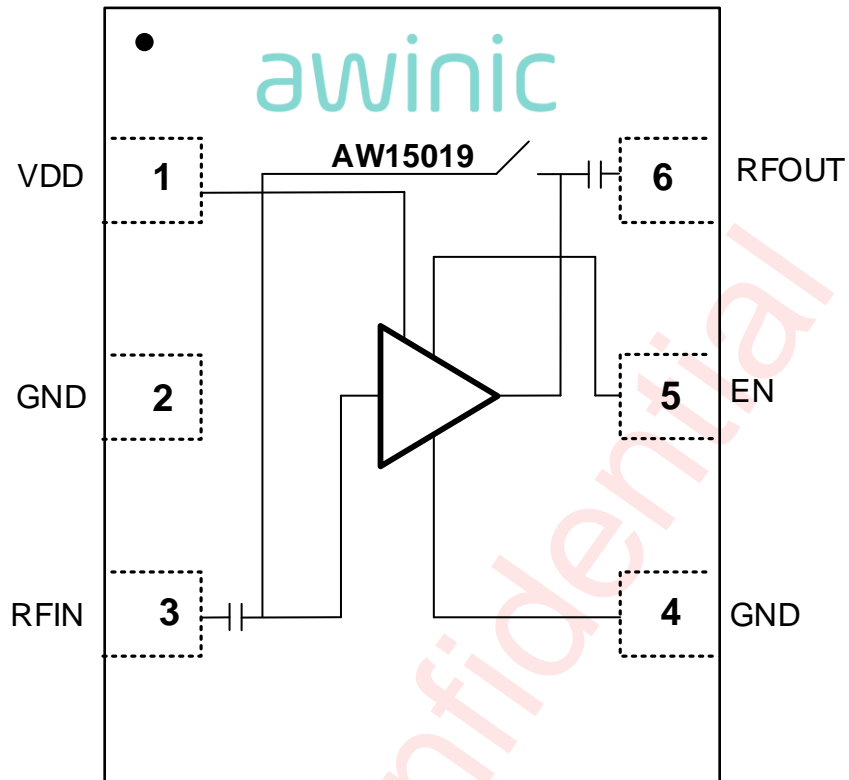 awinic
AW15019
VDD
1
6
RFOUT
GND
2
5
EN
RFIN
3
4
GND
nfidential